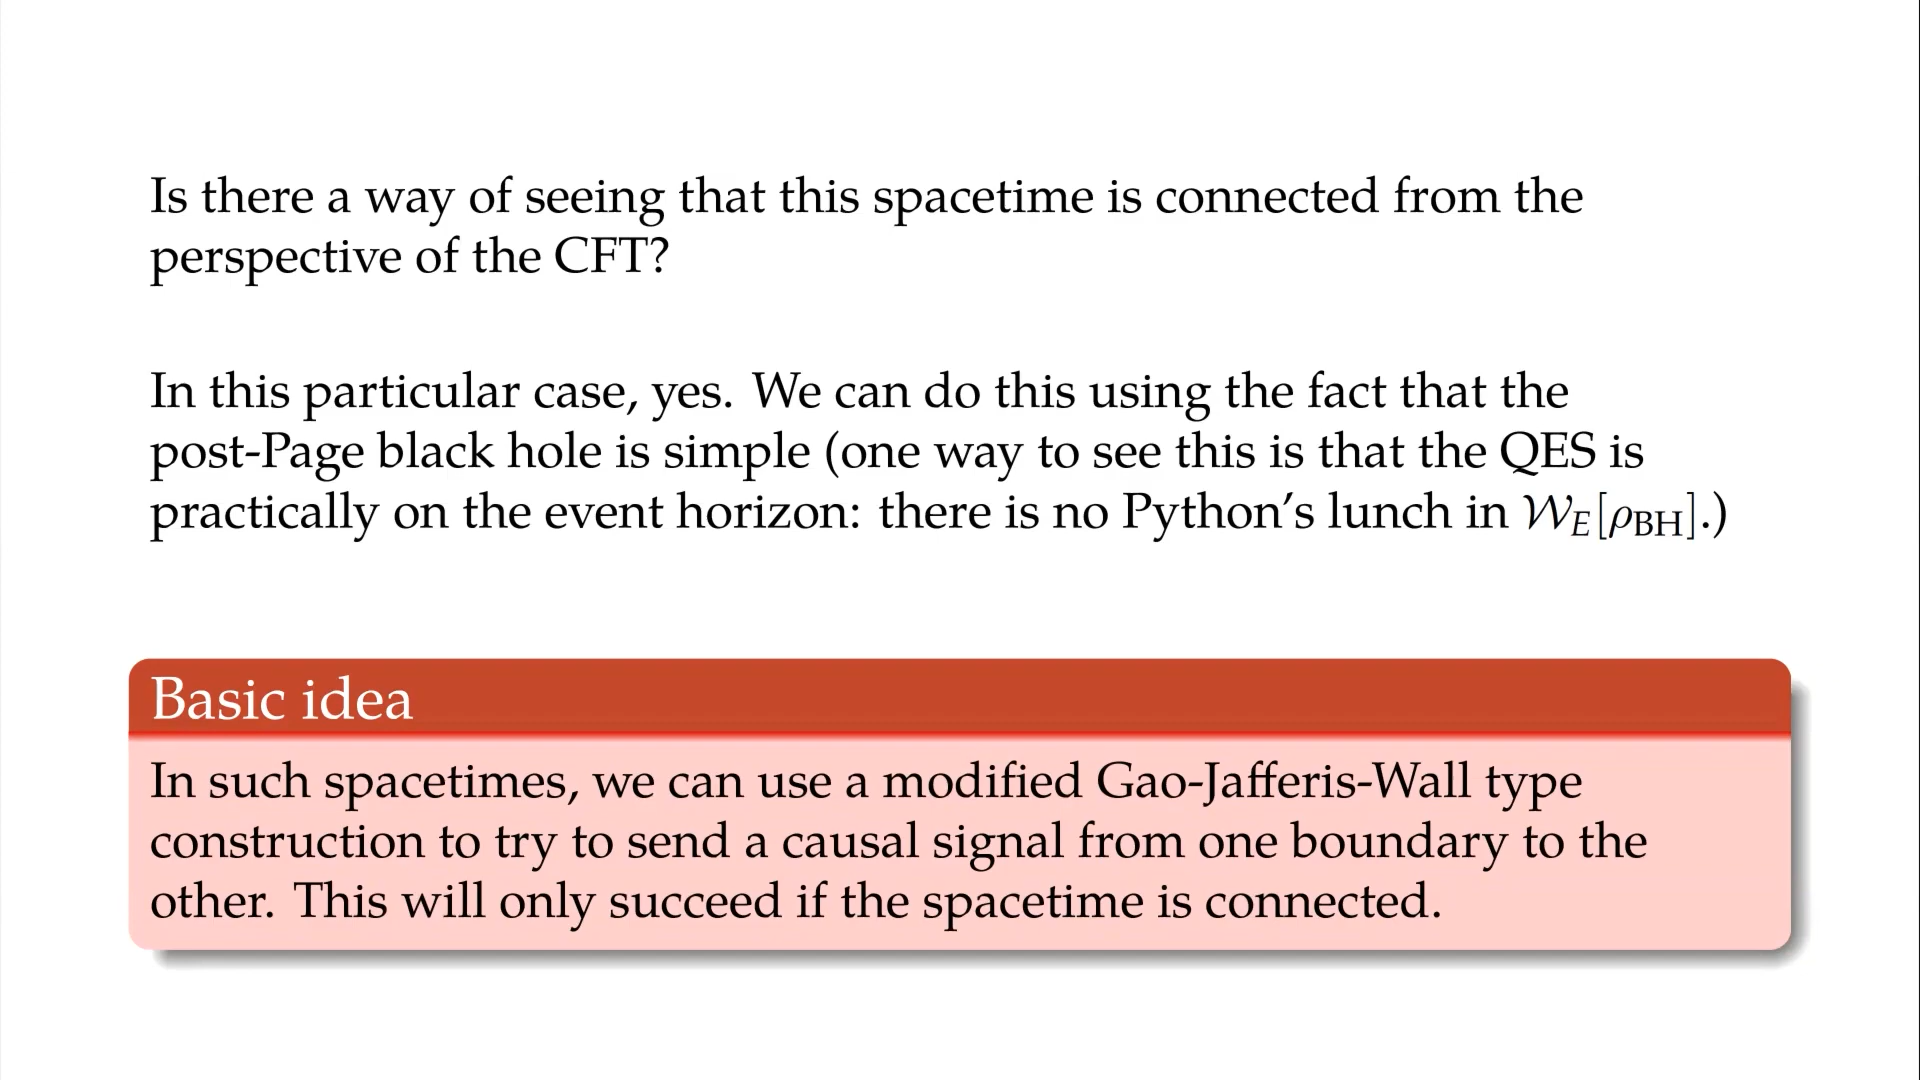 Is there a way of seeing that this spacetime is connected from the
perspective of the CFT?
In this particular case, yes. We can do this using the fact that the
post-Page black hole is simple (one way to see this is that the QES is
practically on the event horizon: there is no Python’s lunch in 𝒲_E[ρ_BH].)
Basic idea
In such spacetimes, we can use a modified Gao-Jafferis-Wall type
construction to try to send a causal signal from one boundary to the
other. This will only succeed if the spacetime is connected.